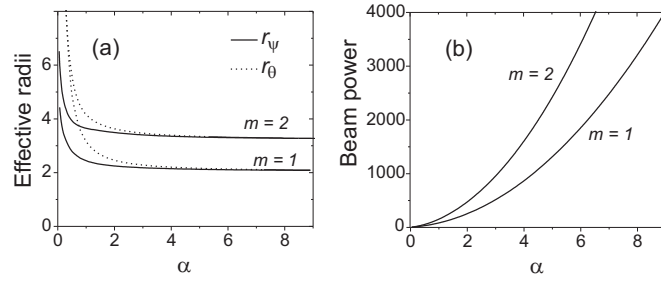 (a)
r_ψ
r_θ
m = 2
m = 1
Effective radii
0
2
4
6
0
2
4
6
8
α
(b)
m = 2
m = 1
Beam power
0
1000
2000
3000
4000
0
2
4
6
8
α